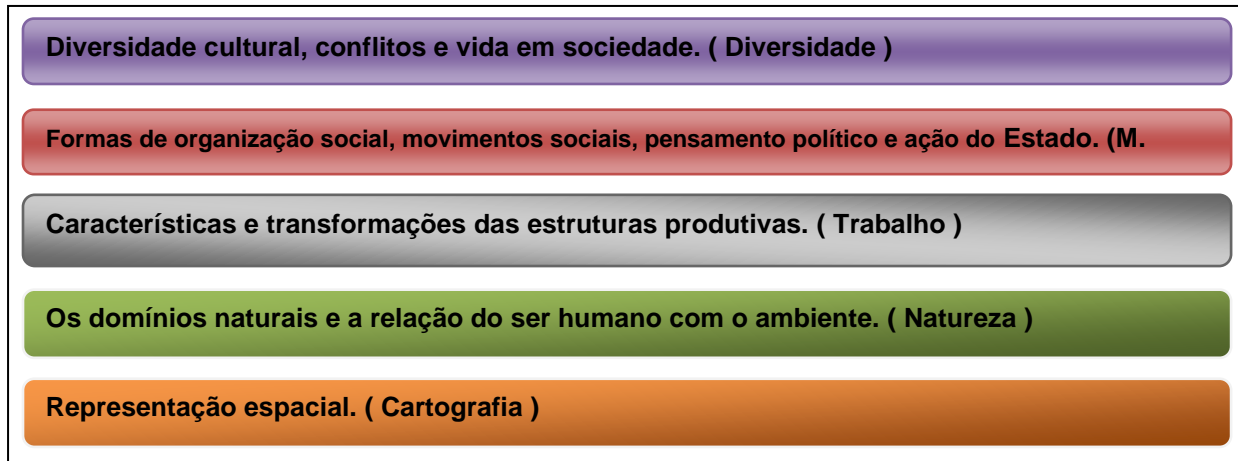 Diversidade cultural, conflitos e vida em sociedade. ( Diversidade )
Formas de organização social, movimentos sociais, pensamento político e ação do Estado. (M.
Características e transformações das estruturas produtivas. ( Trabalho )
Os domínios naturais e a relação do ser humano com o ambiente. ( Natureza )
Representação espacial. ( Cartografia )